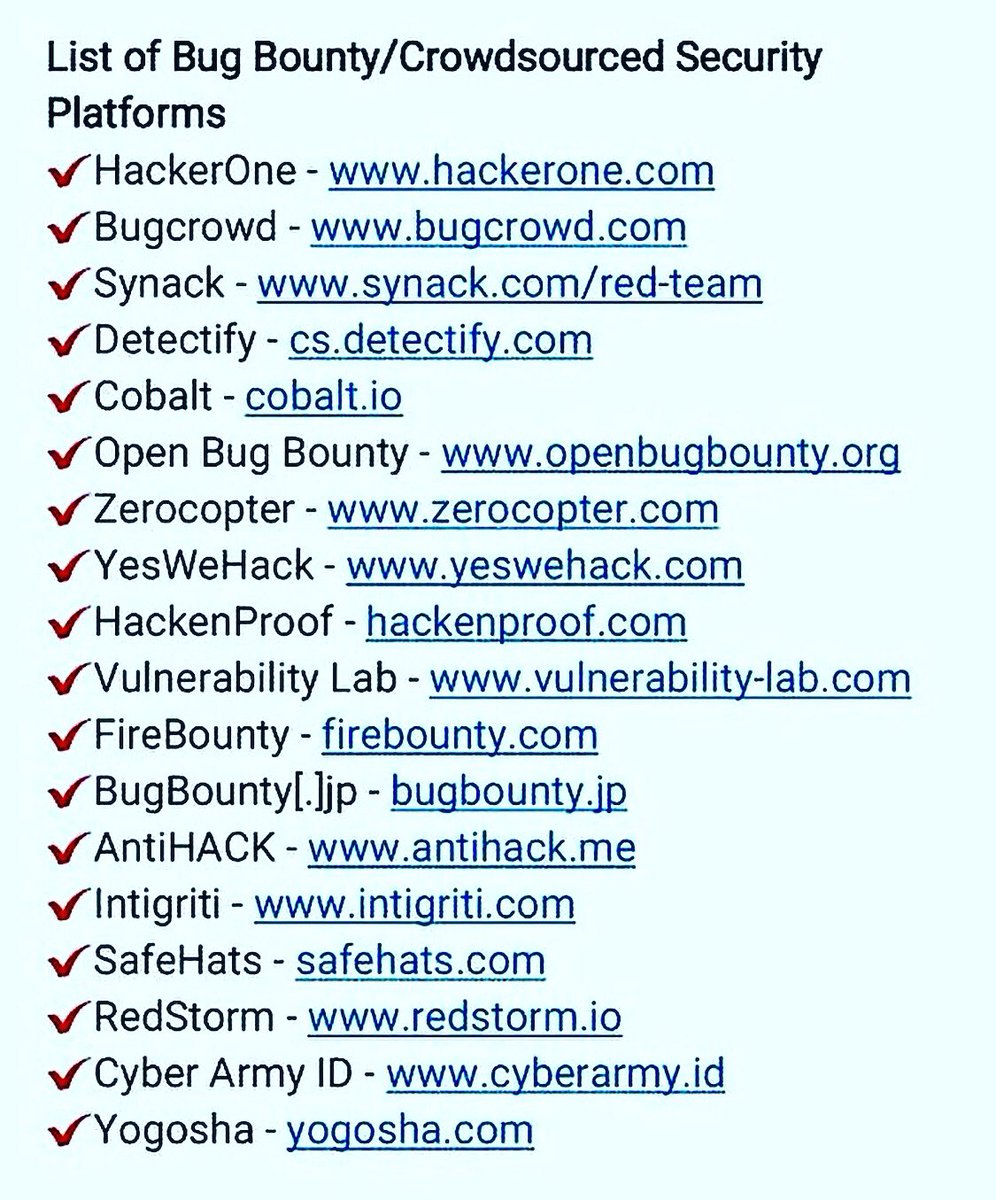 List of Bug Bounty/Crowdsourced Security
Platforms
✔HackerOne - www.hackerone.com
✔Bugcrowd - www.bugcrowd.com
✔Synack - www.synack.com/red-team
✔Detectify - cs.detectify.com
✔Cobalt - cobalt.io
✔Open Bug Bounty - www.openbugbounty.org
✔Zerocopter - www.zerocopter.com
✔YesWeHack - www.yeswehack.com
✔HackenProof - hackenproof.com
✔Vulnerability Lab - www.vulnerability-lab.com
✔FireBounty - firebounty.com
✔BugBounty[.]jp - bugbounty.jp
✔AntiHACK - www.antihack.me
✔Intigriti - www.intigriti.com
✔SafeHats - safehats.com
✔RedStorm - www.redstorm.io
✔Cyber Army ID - www.cyberarmy.id
✔Yogosha - yogosha.com